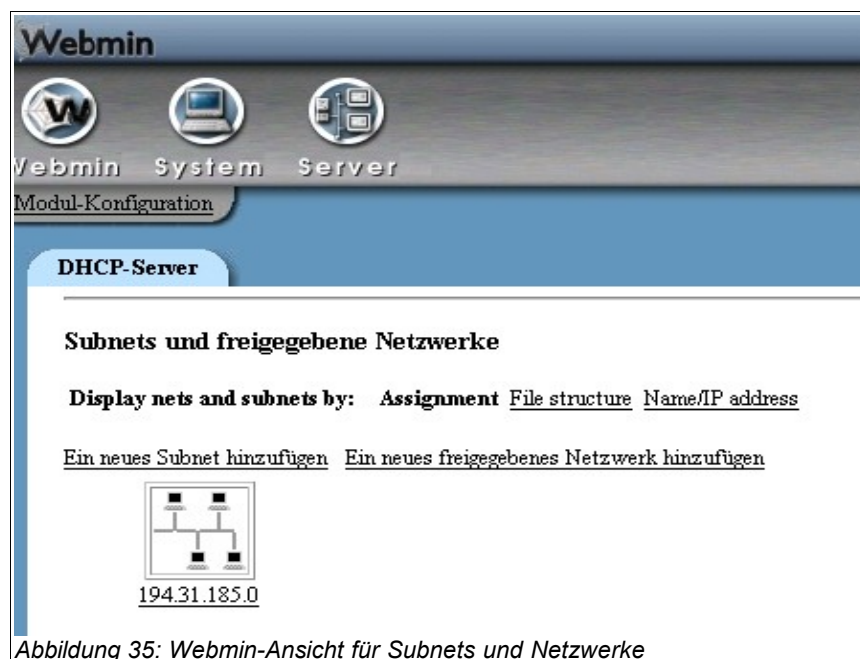 Webmin
Webmin System Server
Modul-Konfiguration
DHCP-Server
Subnets und freigegebene Netzwerke
Display nets and subnets by: Assignment File structure Name/IP address
Ein neues Subnet hinzufügen Ein neues freigegebenes Netzwerk hinzufügen
194.31.185.0
Abbildung 35: Webmin-Ansicht für Subnets und Netzwerke